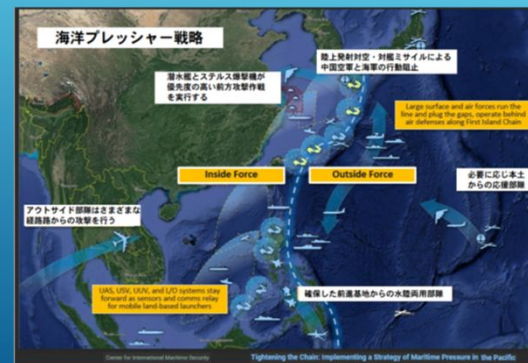 海洋プレッシャー戦略
陸上発射対空・対艦ミサイルによる
中国空軍と海軍の行動阻止
潜水艦とステルス爆撃機が
優先度の高い前方攻撃作戦
を実行する
Large surface and air forces run the
line and plug the gaps, operate behind
air defenses along First Island Chain
Inside Force
Outside Force
必要に応じ本土
からの応援部隊
アウトサイド部隊はさまざまな
経路路からの攻撃を行う
UAS, USV, UUV, and L/O systems stay
forward as sensors and comms relay
for mobile land-based launchers
確保した前進基地からの水陸両用部隊
Center for International Maritime Security
Tightening the Chain: Implementing a Strategy of Maritime Pressure in the Pacific